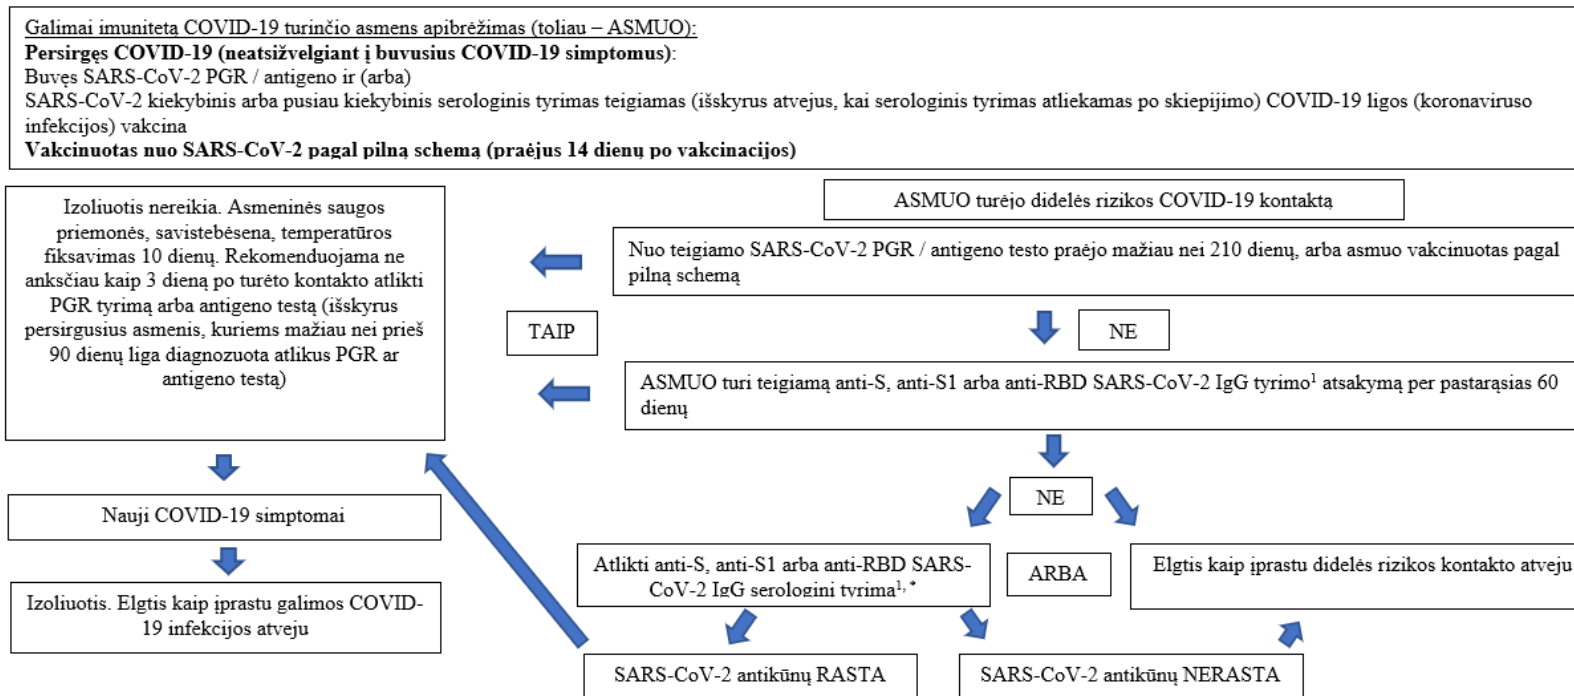 Galimai imunitetą COVID-19 turinčio asmens apibrėžimas (toliau – ASMUO):
Persirgęs COVID-19 (neatsižvelgiant į buvusius COVID-19 simptomus):
Buvęs SARS-CoV-2 PGR / antigeno ir (arba)
SARS-CoV-2 kiekybinis arba pusiau kiekybinis serologinis tyrimas teigiamas (išskyrus atvejus, kai serologinis tyrimas atliekamas po skiepijimo) COVID-19 ligos (koronaviruso
infekcijos) vakcina
Vakcinuotas nuo SARS-CoV-2 pagal pilną schemą (praėjus 14 dienų po vakcinacijos)
ASMUO turėjo didelės rizikos COVID-19 kontaktą
Nuo teigiamo SARS-CoV-2 PGR / antigeno testo praėjo mažiau nei 210 dienų, arba asmuo vakcinuotas pagal
pilną schemą
Izoliuotis nereikia. Asmeninės saugos
priemonės, savistebėsena, temperatūros
fiksavimas 10 dienų. Rekomenduojama ne
anksčiau kaip 3 dieną po turėto kontakto atlikti
PGR tyrimą arba antigeno testą (išskyrus
persirgusius asmenis, kuriems mažiau nei prieš
90 dienų liga diagnozuota atlikus PGR ar
antigeno testą)
TAIP
NE
ASMUO turi teigiamą anti-S, anti-S1 arba anti-RBD SARS-CoV-2 IgG tyrimo¹ atsakymą per pastarąsias 60
dienų
NE
Nauji COVID-19 simptomai
Atlikti anti-S, anti-S1 arba anti-RBD SARS-
CoV-2 IgG serologini tyrima¹, *
ARBA
Elgtis kaip įprastu didelės rizikos kontakto atveju
Izoliuotis. Elgtis kaip įprastu galimos COVID-
19 infekcijos atveju
SARS-CoV-2 antikūnų RASTA
SARS-CoV-2 antikūnų NERASTA